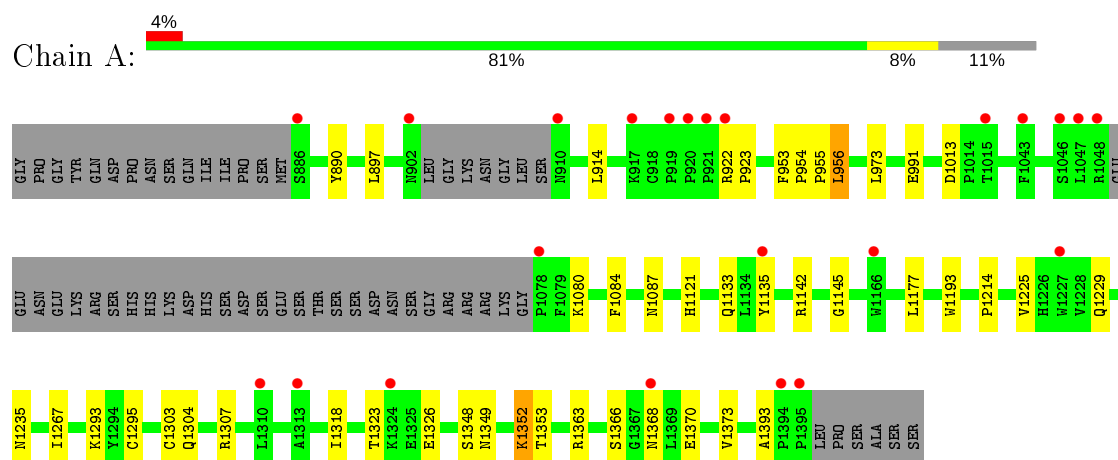 4%
Chain A:
81% 8% 11%
GLY PRO GLY TYR GLN ASP PRO ASN SER GLN ILE ILE PRO SER MET S886 Y890 L897 N902 LEU GLY LYS ASN GLY LEU SER N910 L914 K917 C918 P919 P920 P921 R922 P923 F953 P954 P955 L956 L973 E991 D1013 P1014 T1015 F1043 S1046 L1047 R1048 GLU
GLU ASN GLU LYS ARG SER HIS HIS LYS ASP HIS SER ASP SER GLU SER THR SER SER ASP ASN SER GLY ARG ARG ARG LYS GLY P1078 F1079 K1080 F1084 N1087 H1121 Q1133 L1134 Y1135 R1142 G1145 W1166 L1177 W1193 P1214 V1225 H1226 W1227 V1228 Q1229
N1235 I1267 K1293 Y1294 C1295 C1303 Q1304 R1307 L1310 A1313 I1318 T1323 K1324 E1325 E1326 S1348 N1349 K1352 T1353 R1363 S1366 G1367 N1368 L1369 E1370 V1373 A1393 P1394 P1395 LEU PRO SER ALA SER SER